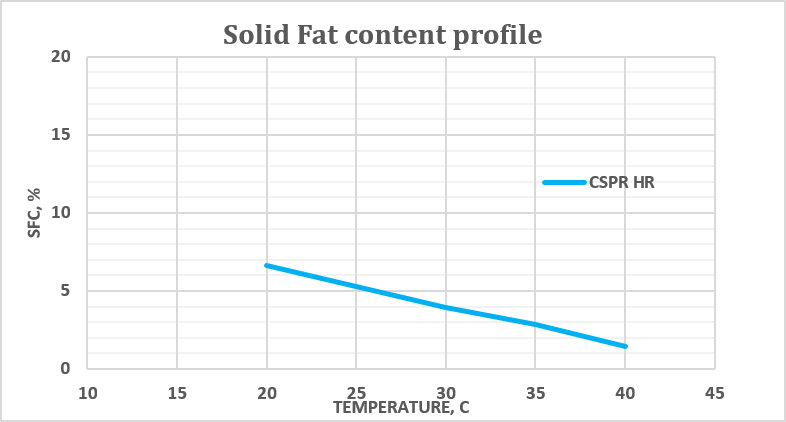 Solid Fat content profile
20
15
10
5
0
SFC, %
CSPR HR
10 15 20 25 30 35 40 45
TEMPERATURE, C